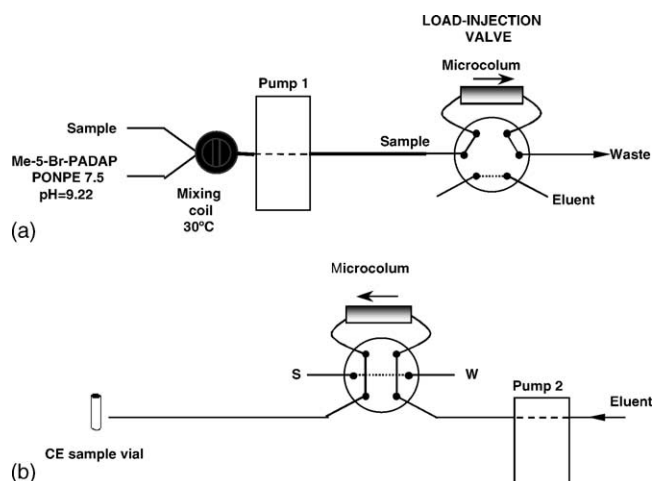 LOAD-INJECTION
VALVE
Microcolum
Pump 1
Sample
Me-5-Br-PADAP
PONPE 7.5
pH=9.22
Mixing
coil
30ºC
Sample
Waste
Eluent
(a)
Microcolum
S
W
Pump 2
Eluent
CE sample vial
(b)